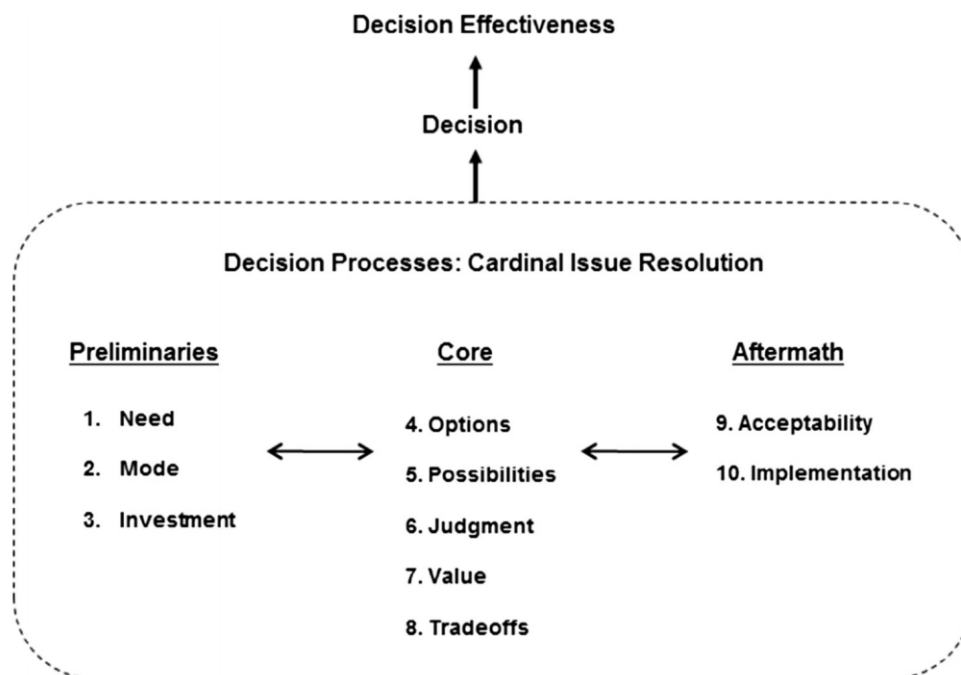 Decision Effectiveness
Decision
Decision Processes: Cardinal Issue Resolution
Preliminaries
1. Need
2. Mode
3. Investment
Core
4. Options
5. Possibilities
6. Judgment
7. Value
8. Tradeoffs
Aftermath
9. Acceptability
10. Implementation